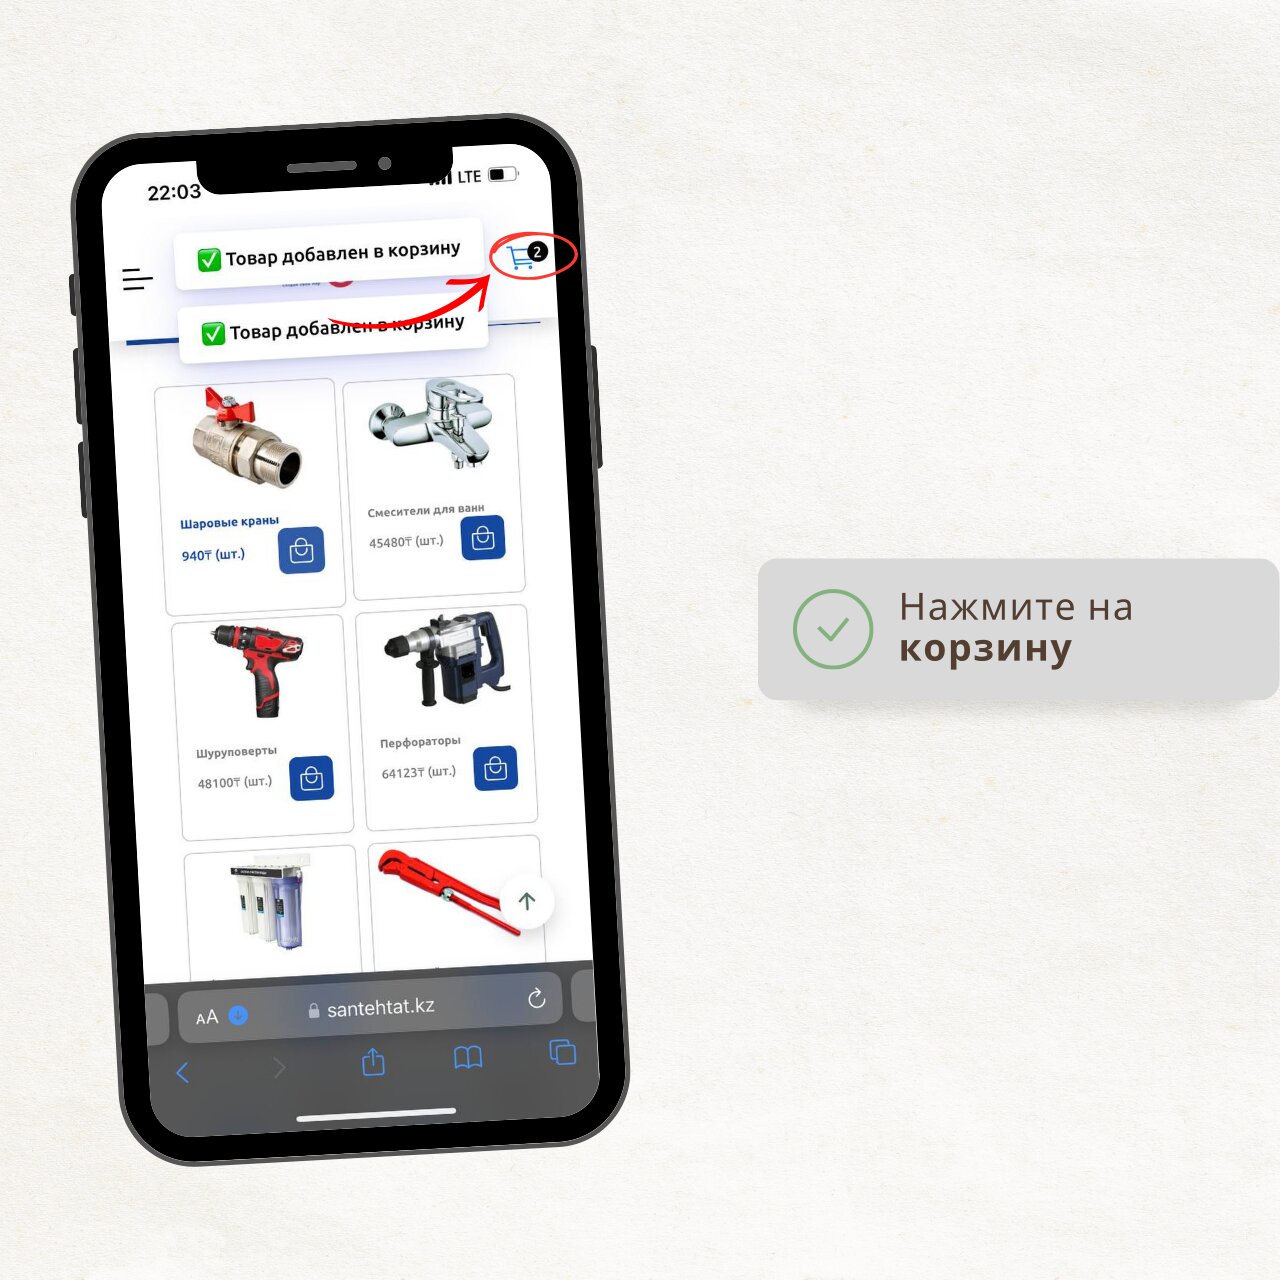 22:03
LTE
Товар добавлен в корзину
2
Товар добавлен в корзину
Шаровые краны
940₸ (шт.)
Смесители для ванн
45480₸ (шт.)
Шуруповерты
48100₸ (шт.)
Перфораторы
64123₸ (шт.)
AA
santehtat.kz
Нажмите на
корзину